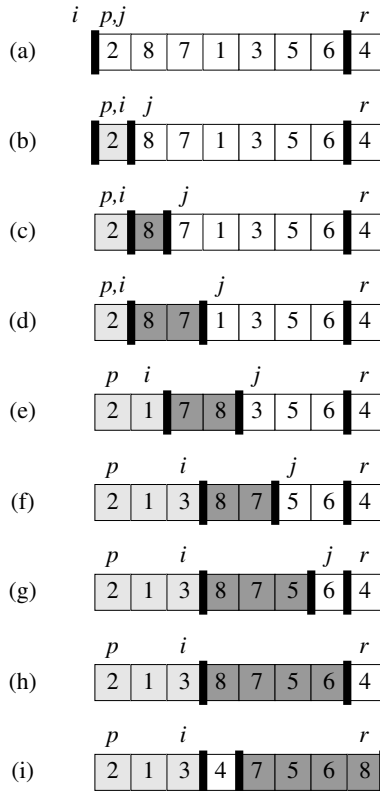 i p,j r
(a) 2 8 7 1 3 5 6 4
p,i j r
(b) 2 8 7 1 3 5 6 4
p,i j r
(c) 2 8 7 1 3 5 6 4
p,i j r
(d) 2 8 7 1 3 5 6 4
p i j r
(e) 2 1 7 8 3 5 6 4
p i j r
(f) 2 1 3 8 7 5 6 4
p i j r
(g) 2 1 3 8 7 5 6 4
p i r
(h) 2 1 3 8 7 5 6 4
p i r
(i) 2 1 3 4 7 5 6 8